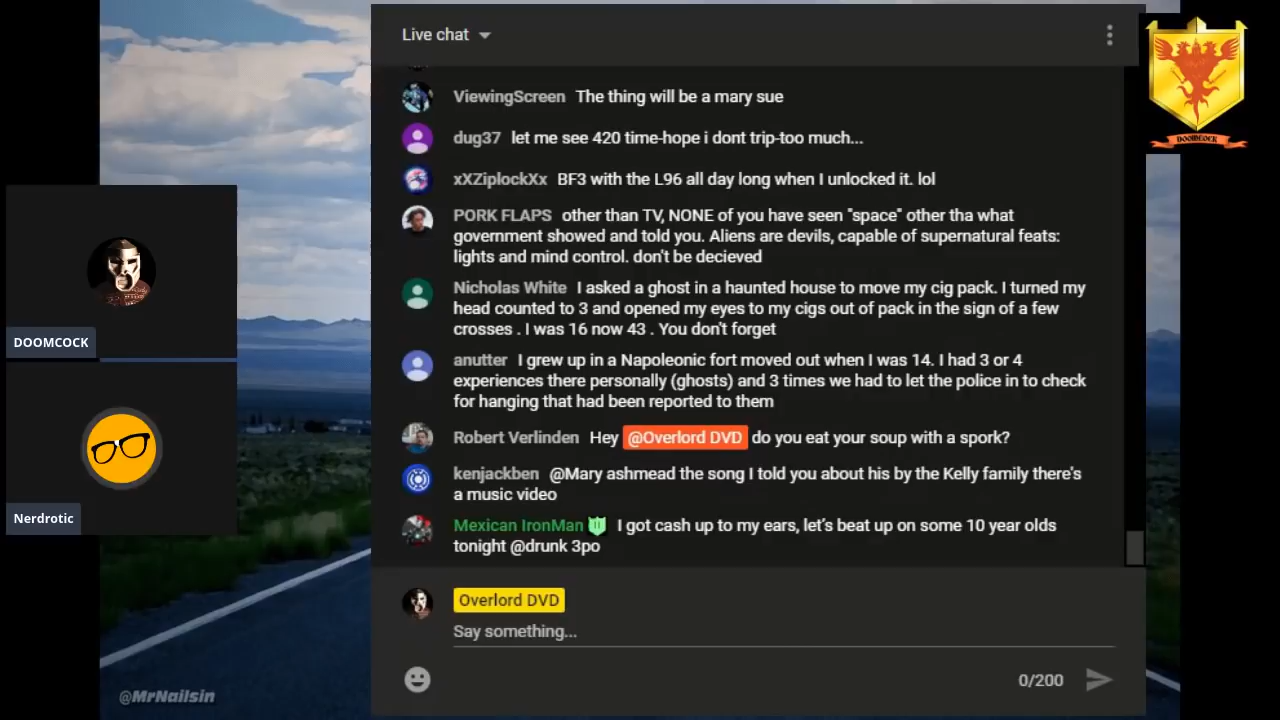 Live chat
ViewingScreen The thing will be a mary sue
dug37 let me see 420 time-hope i dont trip-too much...
xXZiplockXx BF3 with the L96 all day long when I unlocked it. lol
PORK FLAPS other than TV, NONE of you have seen "space" other tha what
government showed and told you. Aliens are devils, capable of supernatural feats:
lights and mind control. don't be decieved
Nicholas White I asked a ghost in a haunted house to move my cig pack. I turned my
head counted to 3 and opened my eyes to my cigs out of pack in the sign of a few
crosses . I was 16 now 43 . You don't forget
anutter I grew up in a Napoleonic fort moved out when I was 14. I had 3 or 4
experiences there personally (ghosts) and 3 times we had to let the police in to check
for hanging that had been reported to them
Robert Verlinden Hey @Overlord DVD do you eat your soup with a spork?
kenjackben @Mary ashmead the song I told you about his by the Kelly family there's
a music video
Mexican IronMan I got cash up to my ears, let's beat up on some 10 year olds
tonight @drunk 3po
Overlord DVD
Say something...
0/200
DOOMCOCK
Nerdrotic
DOOMCOCK
@MrNailsin